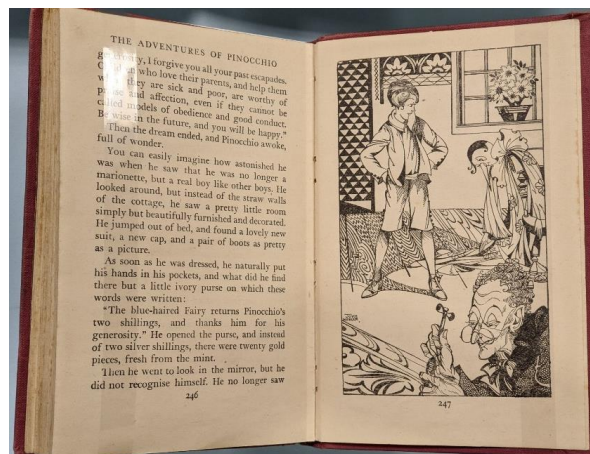 THE ADVENTURES OF PINOCCHIO
I forgive you all your past escapades.
who love their parents, and help them
they are sick and poor, are worthy of
and affection, even if they cannot be
models of obedience and good conduct.
in the future, and you will be happy."
Then the dream ended, and Pinocchio awoke,
full of wonder.
You can easily imagine how astonished he
was when he saw that he was no longer a
marionette, but a real boy like other boys. He
looked around, but instead of the straw walls
of the cottage, he saw a pretty little room
simply but beautifully furnished and decorated.
He jumped out of bed, and found a lovely new
suit, a new cap, and a pair of boots as pretty
as a picture.
As soon as he was dressed, he naturally put
his hands in his pockets, and what did he find
there but a little ivory purse on which these
words were written:
"The blue-haired Fairy returns Pinocchio's
two shillings, and thanks him for his
generosity." He opened the purse, and instead
of two silver shillings, there were twenty gold
pieces, fresh from the mint.
Then he went to look in the mirror, but he
did not recognise himself. He no longer saw
246
247